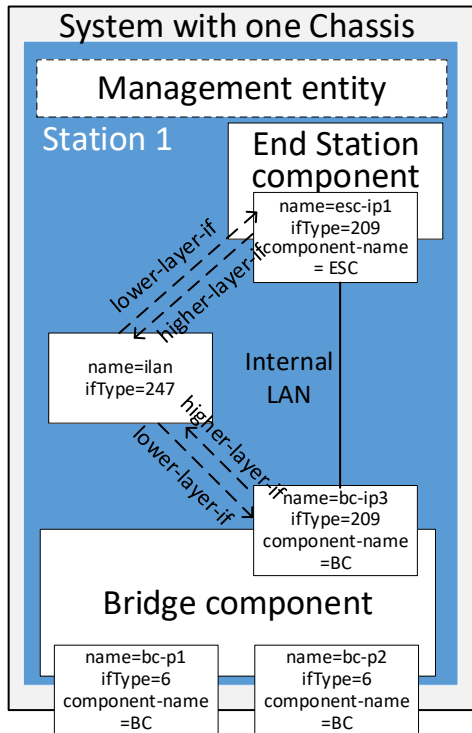 System with one Chassis
Management entity
Station 1
End Station
component
name=esc-ip1
ifType=209
component-name
= ESC
lower-layer-if
higher-layer-if
name=ilan
ifType=247
Internal
LAN
higher-layer-if
lower-layer-if
name=bc-ip3
ifType=209
component-name
=BC
Bridge component
name=bc-p1
ifType=6
component-name
=BC
name=bc-p2
ifType=6
component-name
=BC